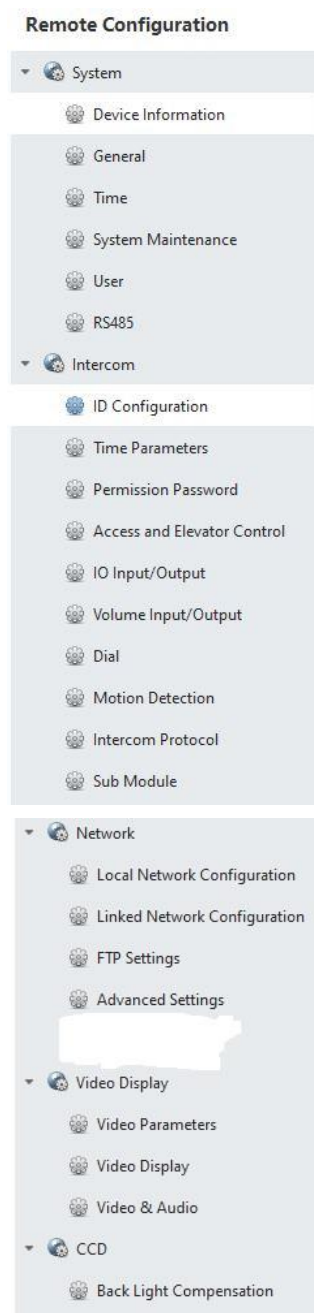 Remote Configuration
System
Device Information
General
Time
System Maintenance
User
RS485
Intercom
ID Configuration
Time Parameters
Permission Password
Access and Elevator Control
IO Input/Output
Volume Input/Output
Dial
Motion Detection
Intercom Protocol
Sub Module
Network
Local Network Configuration
Linked Network Configuration
FTP Settings
Advanced Settings
Video Display
Video Parameters
Video Display
Video & Audio
CCD
Back Light Compensation